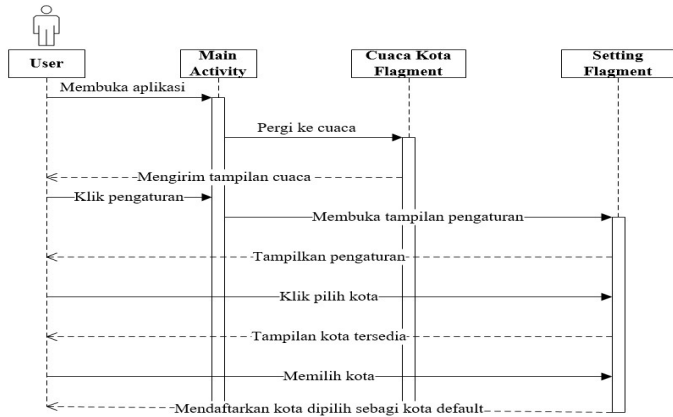 User
Main
Activity
Cuaca Kota
Flagment
Setting
Flagment
Membuka aplikasi
Pergi ke cuaca
Mengirim tampilan cuaca
Klik pengaturan
Membuka tampilan pengaturan
Tampilkan pengaturan
Klik pilih kota
Tampilan kota tersedia
Memilih kota
Mendaftarkan kota dipilih sebagi kota default